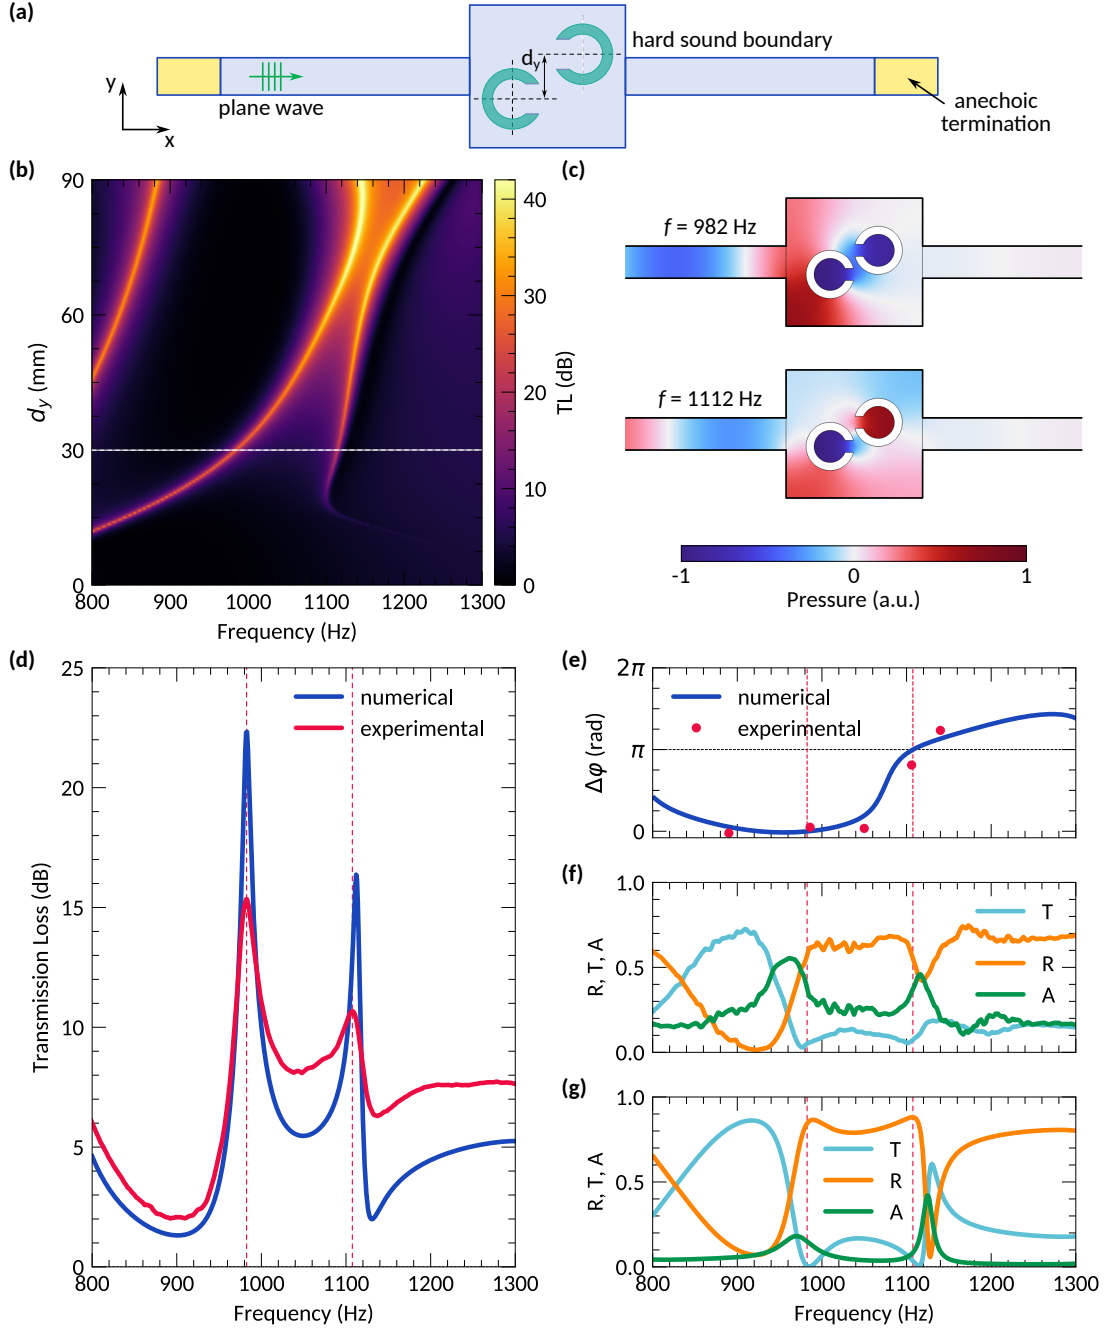 (a)
hard sound boundary
dy
y
plane wave
x
anechoic
termination
(b)
90
60
30
0
dy (mm)
800
900
1000
1100
1200
1300
Frequency (Hz)
40
30
20
10
0
TL (dB)
(c)
f = 982 Hz
f = 1112 Hz
-1
0
1
Pressure (a.u.)
(d)
25
20
15
10
5
0
Transmission Loss (dB)
numerical
experimental
800
900
1000
1100
1200
1300
Frequency (Hz)
(e)
2π
π
0
Δφ (rad)
numerical
experimental
(f)
1.0
0.5
0.0
R, T, A
T
R
A
(g)
1.0
0.5
0.0
R, T, A
T
R
A
800
900
1000
1100
1200
1300
Frequency (Hz)